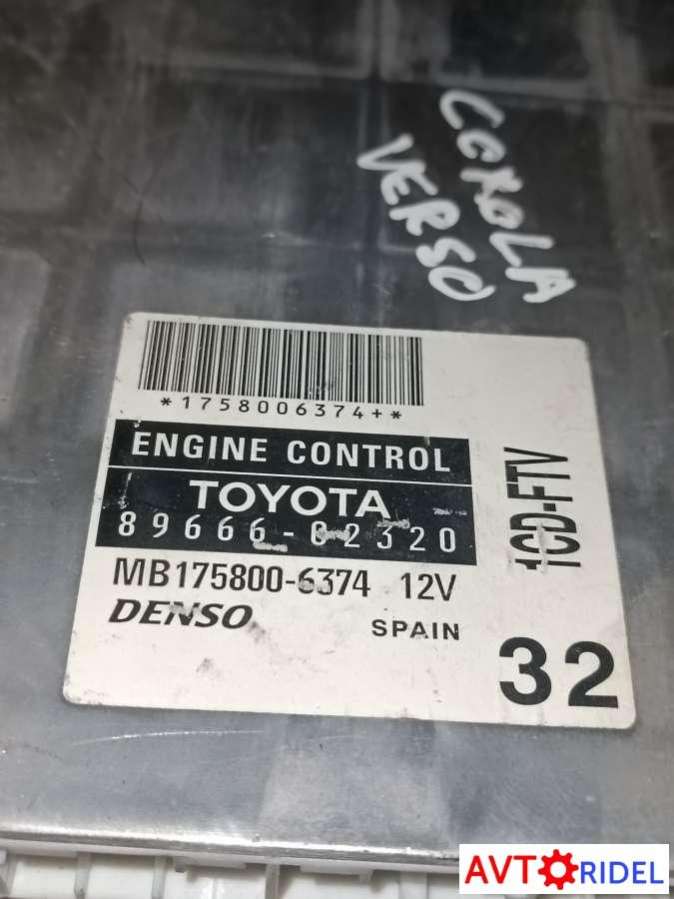 COROLA
VERSO
*1758006374+*
ENGINE CONTROL
TOYOTA
89666-02320
MB175800-6374 12V
DENSO SPAIN
1CD-FTV
32
AVTORIDEL